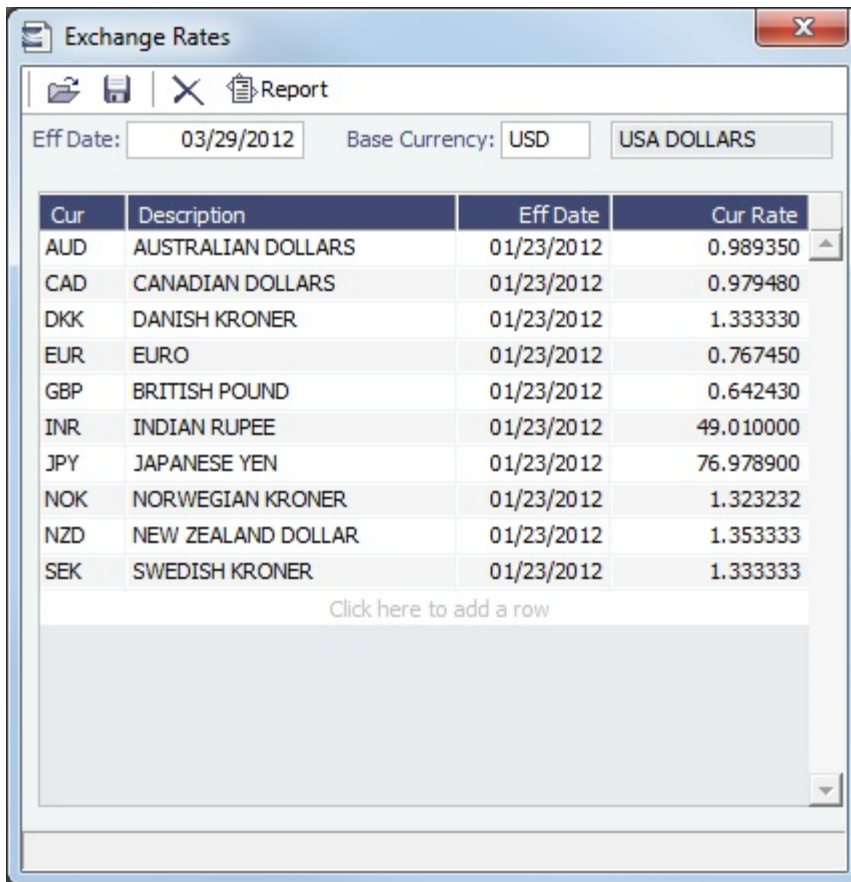 Exchange Rates
Report
Eff Date: 03/29/2012 Base Currency: USD USA DOLLARS
Cur Description Eff Date Cur Rate
AUD AUSTRALIAN DOLLARS 01/23/2012 0.989350
CAD CANADIAN DOLLARS 01/23/2012 0.979480
DKK DANISH KRONER 01/23/2012 1.333330
EUR EURO 01/23/2012 0.767450
GBP BRITISH POUND 01/23/2012 0.642430
INR INDIAN RUPEE 01/23/2012 49.010000
JPY JAPANESE YEN 01/23/2012 76.978900
NOK NORWEGIAN KRONER 01/23/2012 1.323232
NZD NEW ZEALAND DOLLAR 01/23/2012 1.353333
SEK SWEDISH KRONER 01/23/2012 1.333333
Click here to add a row